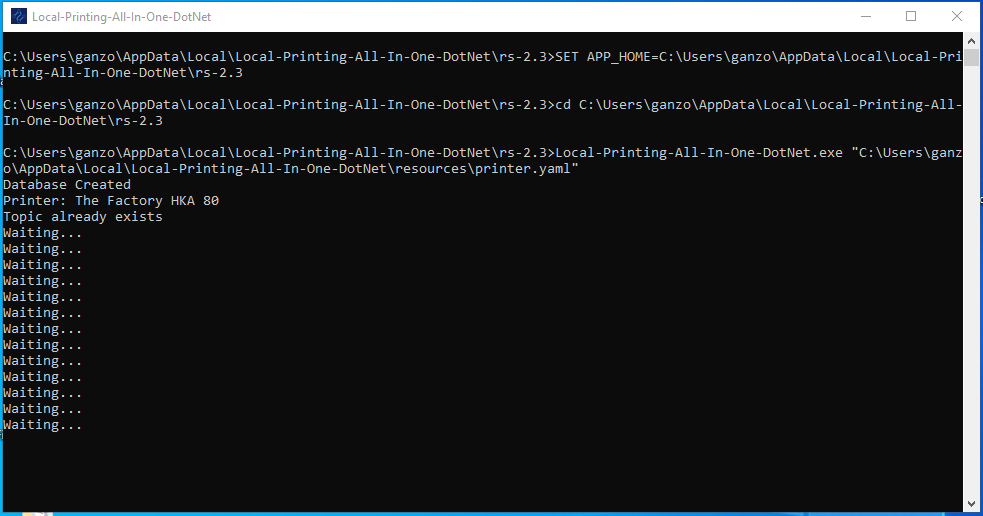 Local-Printing-All-In-One-DotNet
C:\Users\ganzo\AppData\Local\Local-Printing-All-In-One-DotNet\rs-2.3>SET APP_HOME=C:\Users\ganzo\AppData\Local\Local-Pri
nting-All-In-One-DotNet\rs-2.3
C:\Users\ganzo\AppData\Local\Local-Printing-All-In-One-DotNet\rs-2.3>cd C:\Users\ganzo\AppData\Local\Local-Printing-All-
In-One-DotNet\rs-2.3
C:\Users\ganzo\AppData\Local\Local-Printing-All-In-One-DotNet\rs-2.3>Local-Printing-All-In-One-DotNet.exe "C:\Users\ganz
o\AppData\Local\Local-Printing-All-In-One-DotNet\resources\printer.yaml"
Database Created
Printer: The Factory HKA 80
Topic already exists
Waiting...
Waiting...
Waiting...
Waiting...
Waiting...
Waiting...
Waiting...
Waiting...
Waiting...
Waiting...
Waiting...
Waiting...
Waiting...